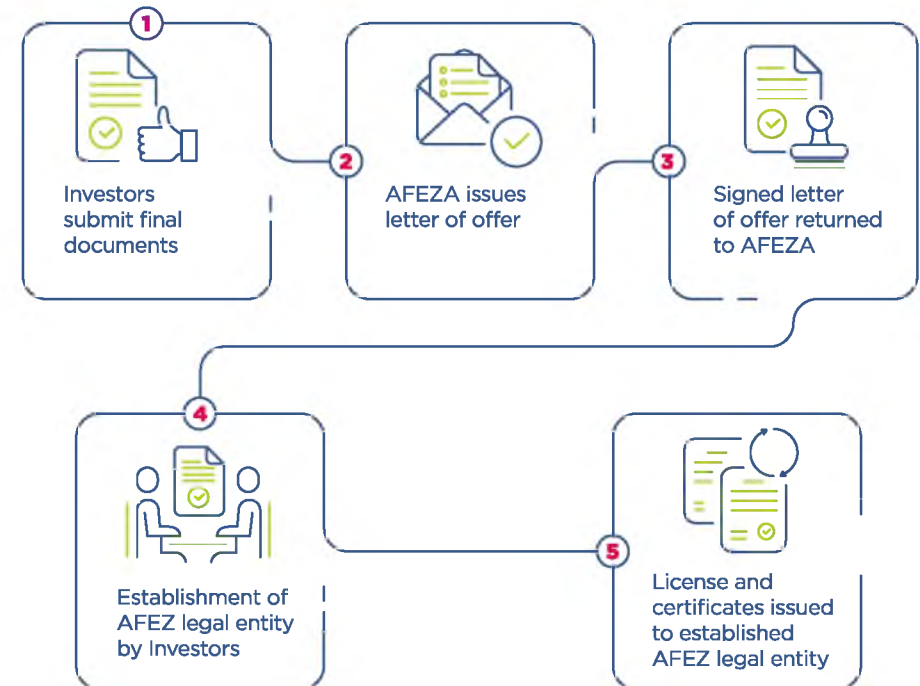 1
Investors
submit final
documents
2
AFEZA issues
letter of offer
3
Signed letter
of offer returned
to AFEZA
4
Establishment of
AFEZ legal entity
by Investors
5
License and
certificates issued
to established
AFEZ legal entity